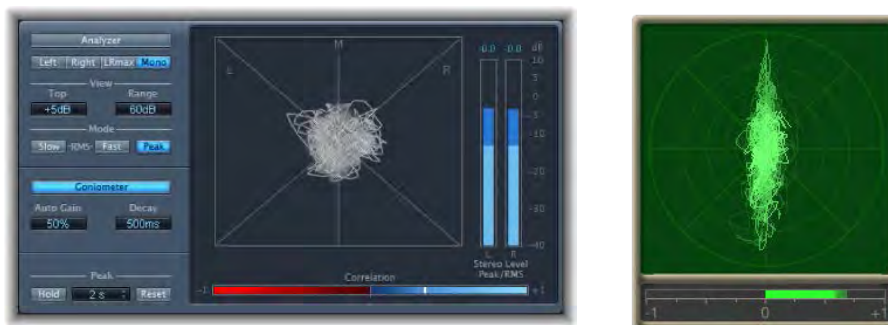 Analyzer
Left Right LRmax Mono
View
Top Range
+5dB 60dB
Mode
Slow -RMS- Fast Peak
Goniometer
Auto Gain Decay
50% 500ms
Peak
Hold 2 s Reset
M
L R
-0.0 -0.0 dB
10
5
0
-5
-10
-20
-30
-40
L R
Stereo Level
Peak/RMS
Correlation
-1 +1
-1 0 +1